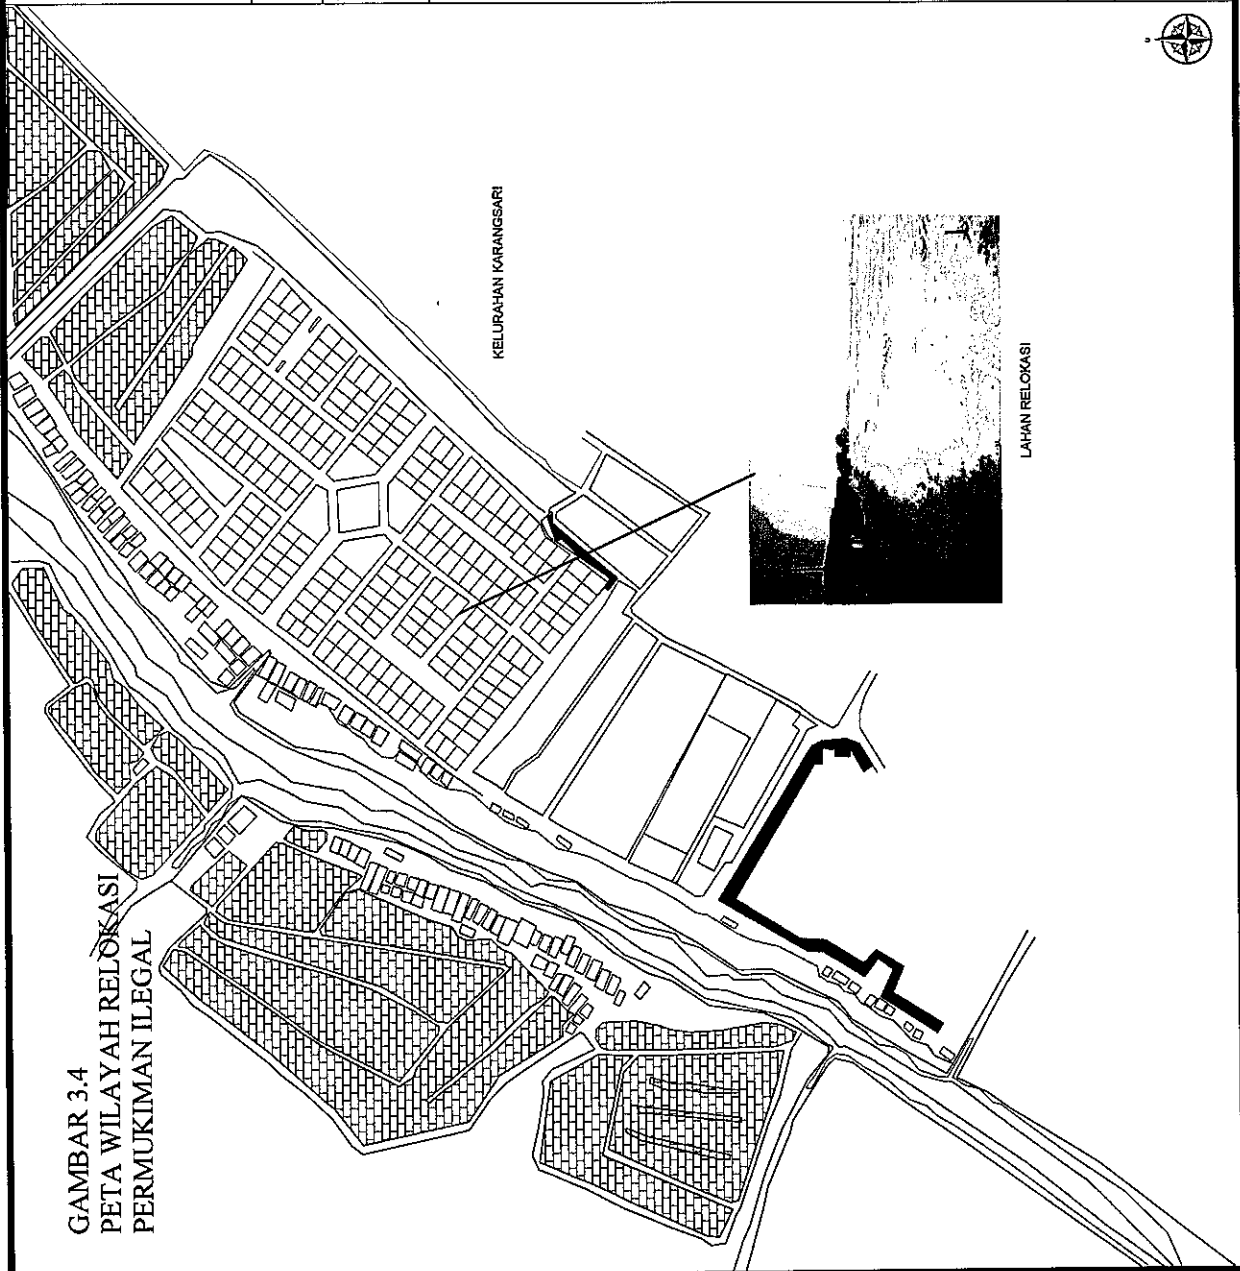 GAMBAR 3.4
PETA WILAYAH RELOKASI
PERMUKIMAN ILEGAL
KELURAHAN KARANGSARI
LAHAN RELOKASI